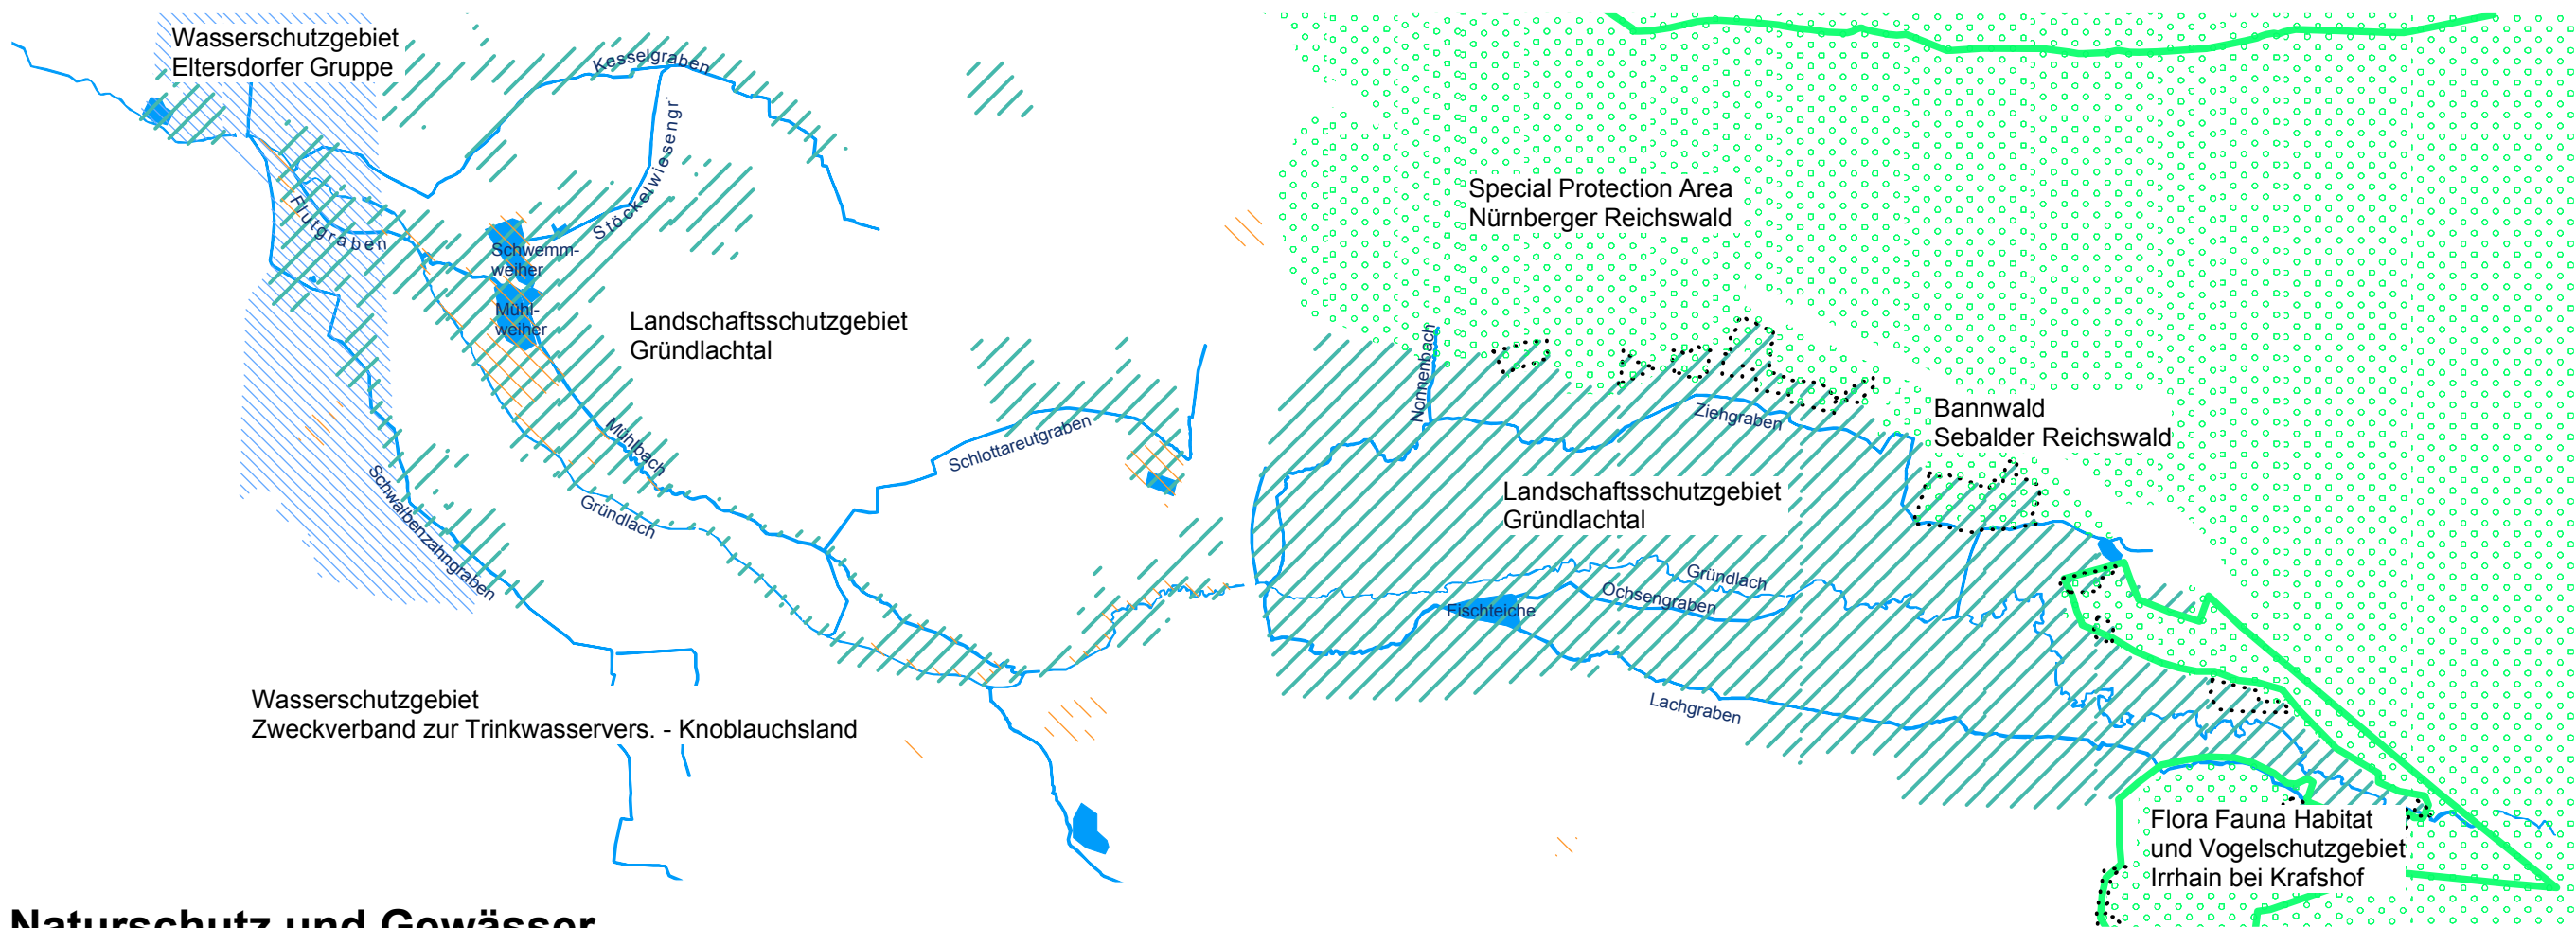 Wasserschutzgebiet
Eltersdorfer Gruppe
Kesselgraben
Stöckelwiesengr.
Flutgraben
Schwemm-
weiher
Mühl-
weiher
Landschaftsschutzgebiet
Gründlachtal
Special Protection Area
Nürnberger Reichswald
Nonnenbach
Ziehgraben
Bannwald
Sebalder Reichswald
Mühlbach
Schlottareutgraben
Schwalbenzahngraben
Gründlach
Landschaftsschutzgebiet
Gründlachtal
Gründlach
Ochsengraben
Fischteiche
Lachgraben
Wasserschutzgebiet
Zweckverband zur Trinkwasservers. - Knoblauchsland
Flora Fauna Habitat
und Vogelschutzgebiet
Irrhain bei Krafshof
Naturschutz und Gewässer